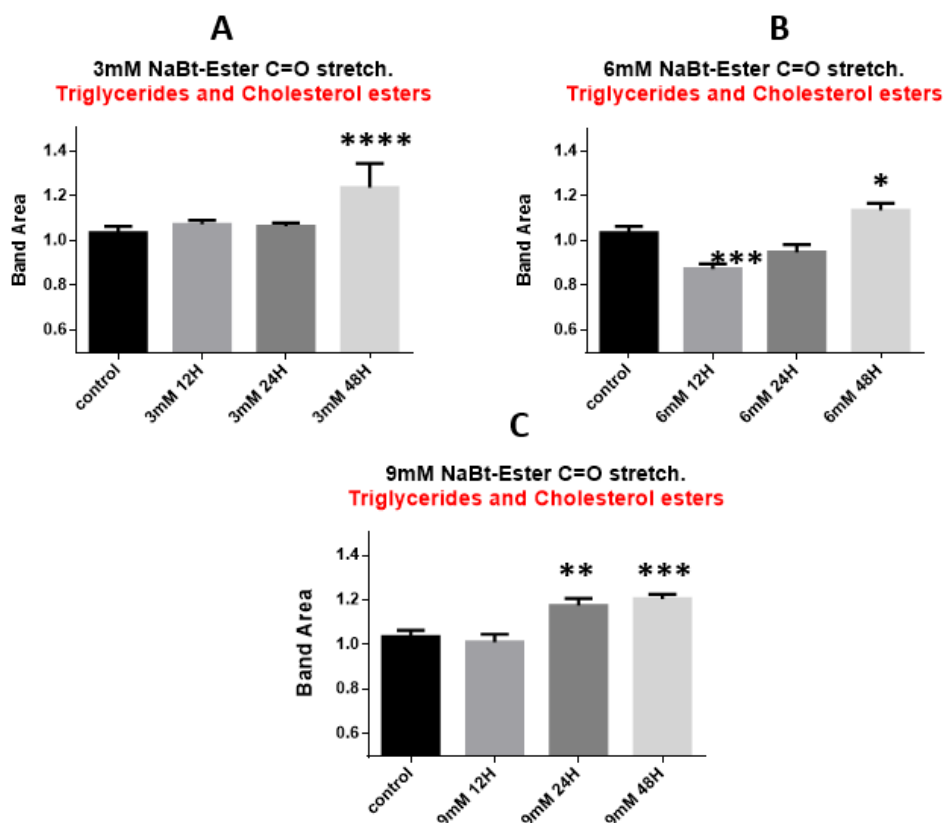 A
3mM NaBt-Ester C=O stretch.
Triglycerides and Cholesterol esters
****
1.4
1.2
1.0
0.8
0.6
Band Area
control
3mM 12H
3mM 24H
3mM 48H
B
6mM NaBt-Ester C=O stretch.
Triglycerides and Cholesterol esters
*
***
1.4
1.2
1.0
0.8
0.6
Band Area
control
6mM 12H
6mM 24H
6mM 48H
C
9mM NaBt-Ester C=O stretch.
Triglycerides and Cholesterol esters
**
***
1.4
1.2
1.0
0.8
0.6
Band Area
control
9mM 12H
9mM 24H
9mM 48H